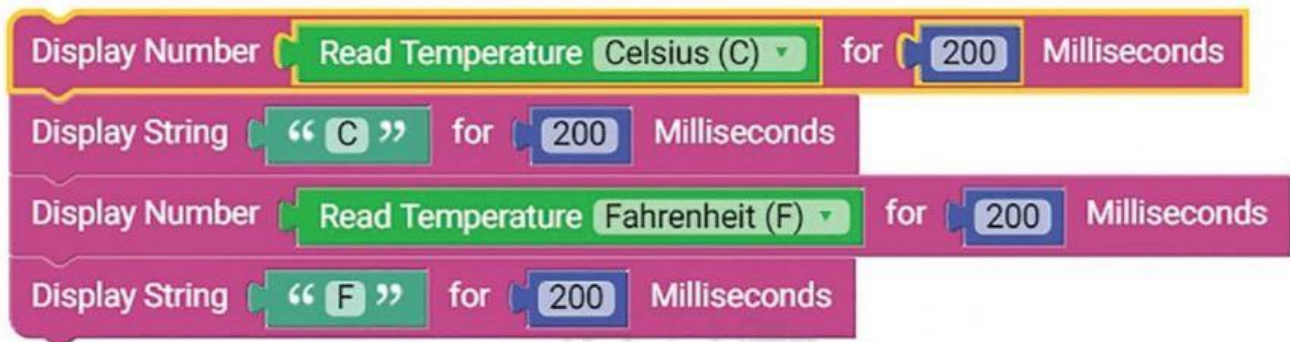 Display Number Read Temperature Celsius (C) for 200 Milliseconds
Display String “ C ” for 200 Milliseconds
Display Number Read Temperature Fahrenheit (F) for 200 Milliseconds
Display String “ F ” for 200 Milliseconds